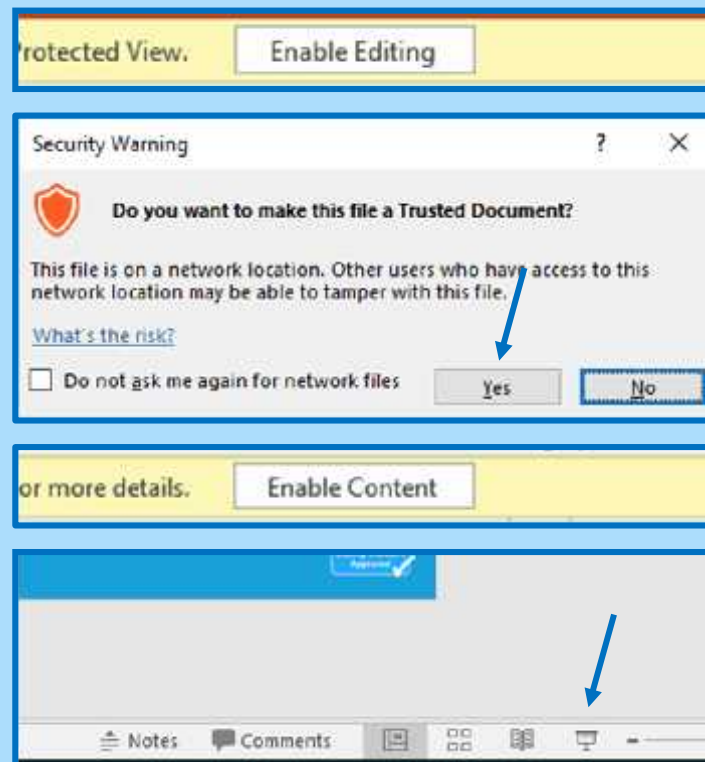 rotected View. Enable Editing
Security Warning ?
Do you want to make this file a Trusted Document?
This file is on a network location. Other users who have access to this
network location may be able to tamper with this file.
What's the risk?
Do not ask me again for network files Yes No
or more details. Enable Content
Approved
Notes Comments